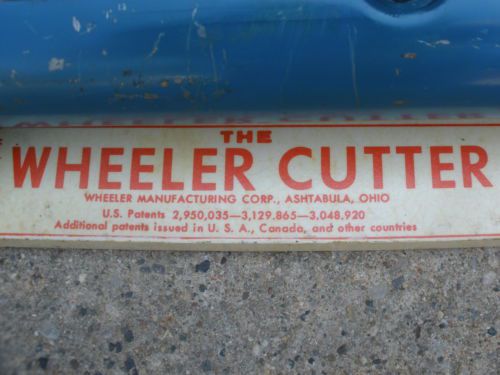 THE
WHEELER CUTTER
WHEELER MANUFACTURING CORP., ASHTABULA, OHIO
U.S. Patents 2,950,035—3,129,865—3,048,920
Additional patents issued in U. S. A., Canada, and other countries